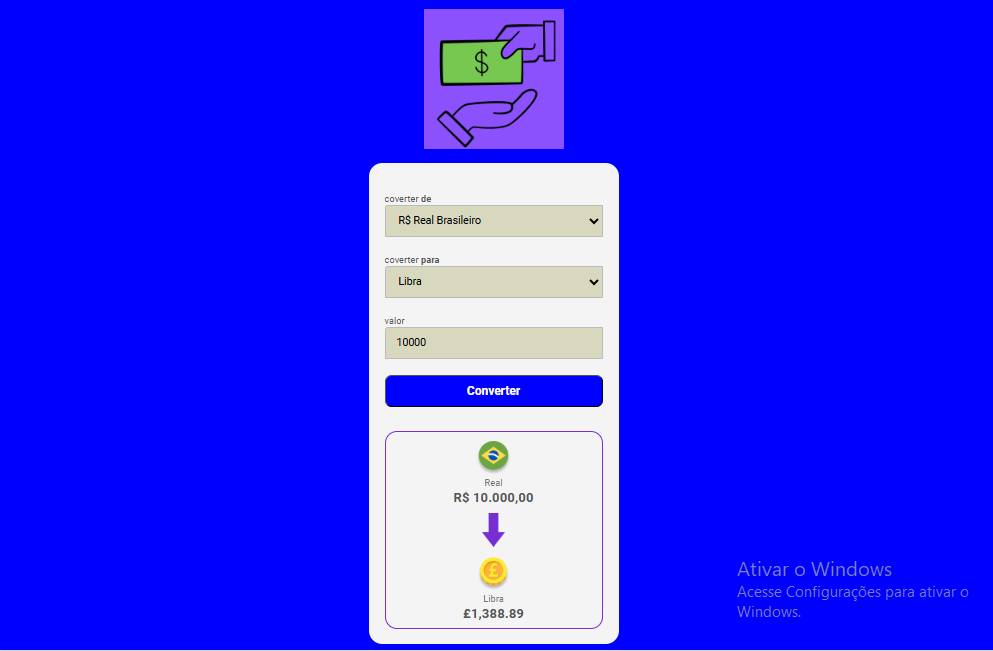 $
coverter de
R$ Real Brasileiro
coverter para
Libra
valor
10000
Converter
Real
R$ 10.000,00
£
Libra
£1,388.89
Ativar o Windows
Acesse Configurações para ativar o
Windows.